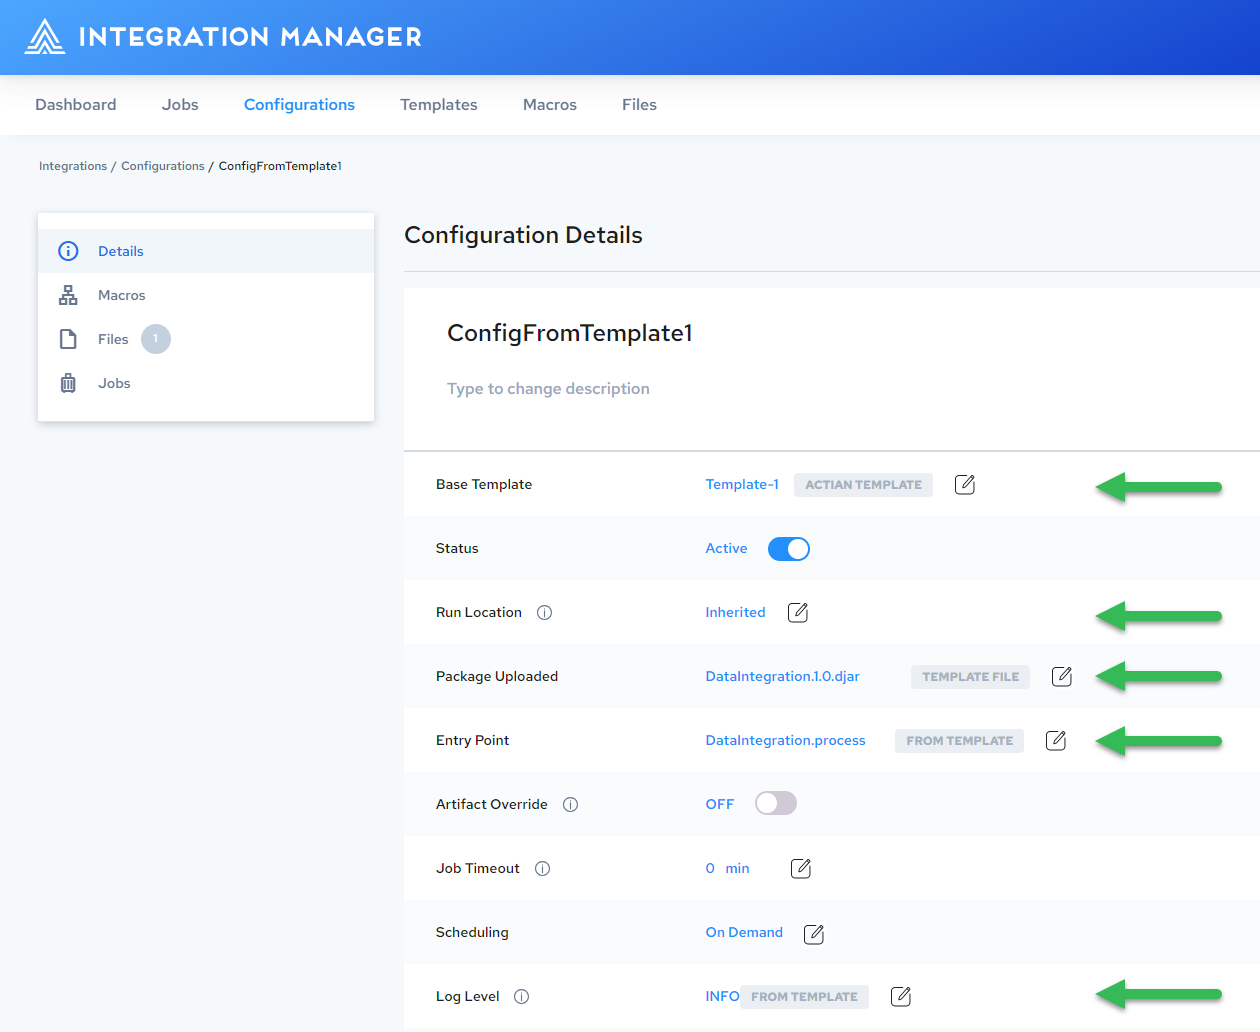 INTEGRATION MANAGER
Dashboard Jobs Configurations Templates Macros Files
Integrations / Configurations / ConfigFromTemplate1
Details
Macros
Files 1
Jobs
Configuration Details
ConfigFromTemplate1
Type to change description
Base Template Template-1 ACTIAN TEMPLATE
Status Active
Run Location Inherited
Package Uploaded DataIntegration.1.0.djar TEMPLATE FILE
Entry Point DataIntegration.process FROM TEMPLATE
Artifact Override OFF
Job Timeout 0 min
Scheduling On Demand
Log Level INFO FROM TEMPLATE